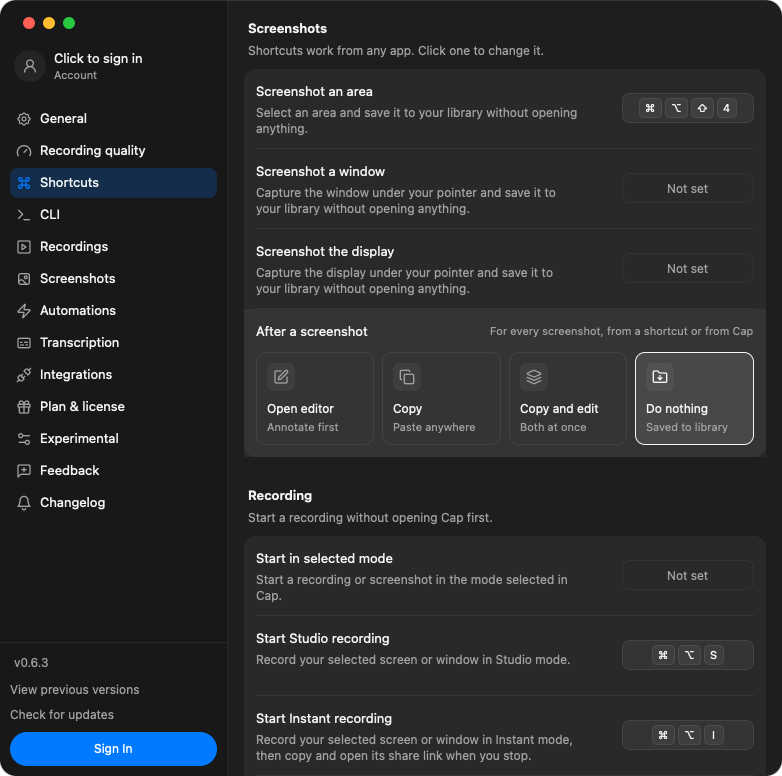 Click to sign in
Account
General
Recording quality
Shortcuts
CLI
Recordings
Screenshots
Automations
Transcription
Integrations
Plan & license
Experimental
Feedback
Changelog
v0.6.3
View previous versions
Check for updates
Sign In
Screenshots
Shortcuts work from any app. Click one to change it.
Screenshot an area
Select an area and save it to your library without opening
anything.
⌘ ⌥ ⇧ 4
Screenshot a window
Capture the window under your pointer and save it to
your library without opening anything.
Not set
Screenshot the display
Capture the display under your pointer and save it to
your library without opening anything.
Not set
After a screenshot
For every screenshot, from a shortcut or from Cap
Open editor
Annotate first
Copy
Paste anywhere
Copy and edit
Both at once
Do nothing
Saved to library
Recording
Start a recording without opening Cap first.
Start in selected mode
Start a recording or screenshot in the mode selected in
Cap.
Not set
Start Studio recording
Record your selected screen or window in Studio mode.
⌘ ⌥ S
Start Instant recording
Record your selected screen or window in Instant mode,
then copy and open its share link when you stop.
⌘ ⌥ I